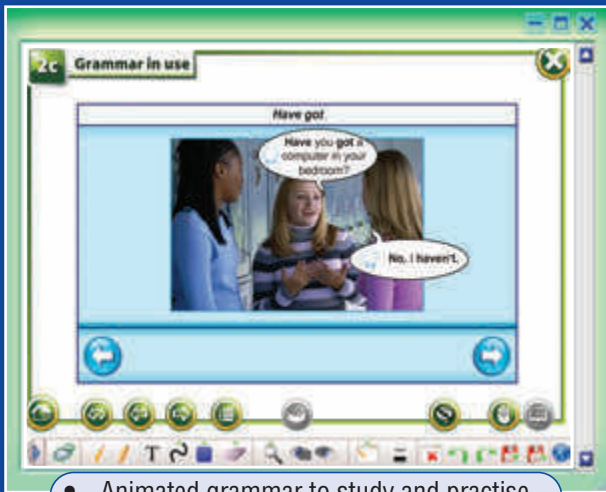 2c Grammar in use
Have got
Have you got a
computer in your
bedroom?
No, I haven't.
T
• Animated grammar to study and practise